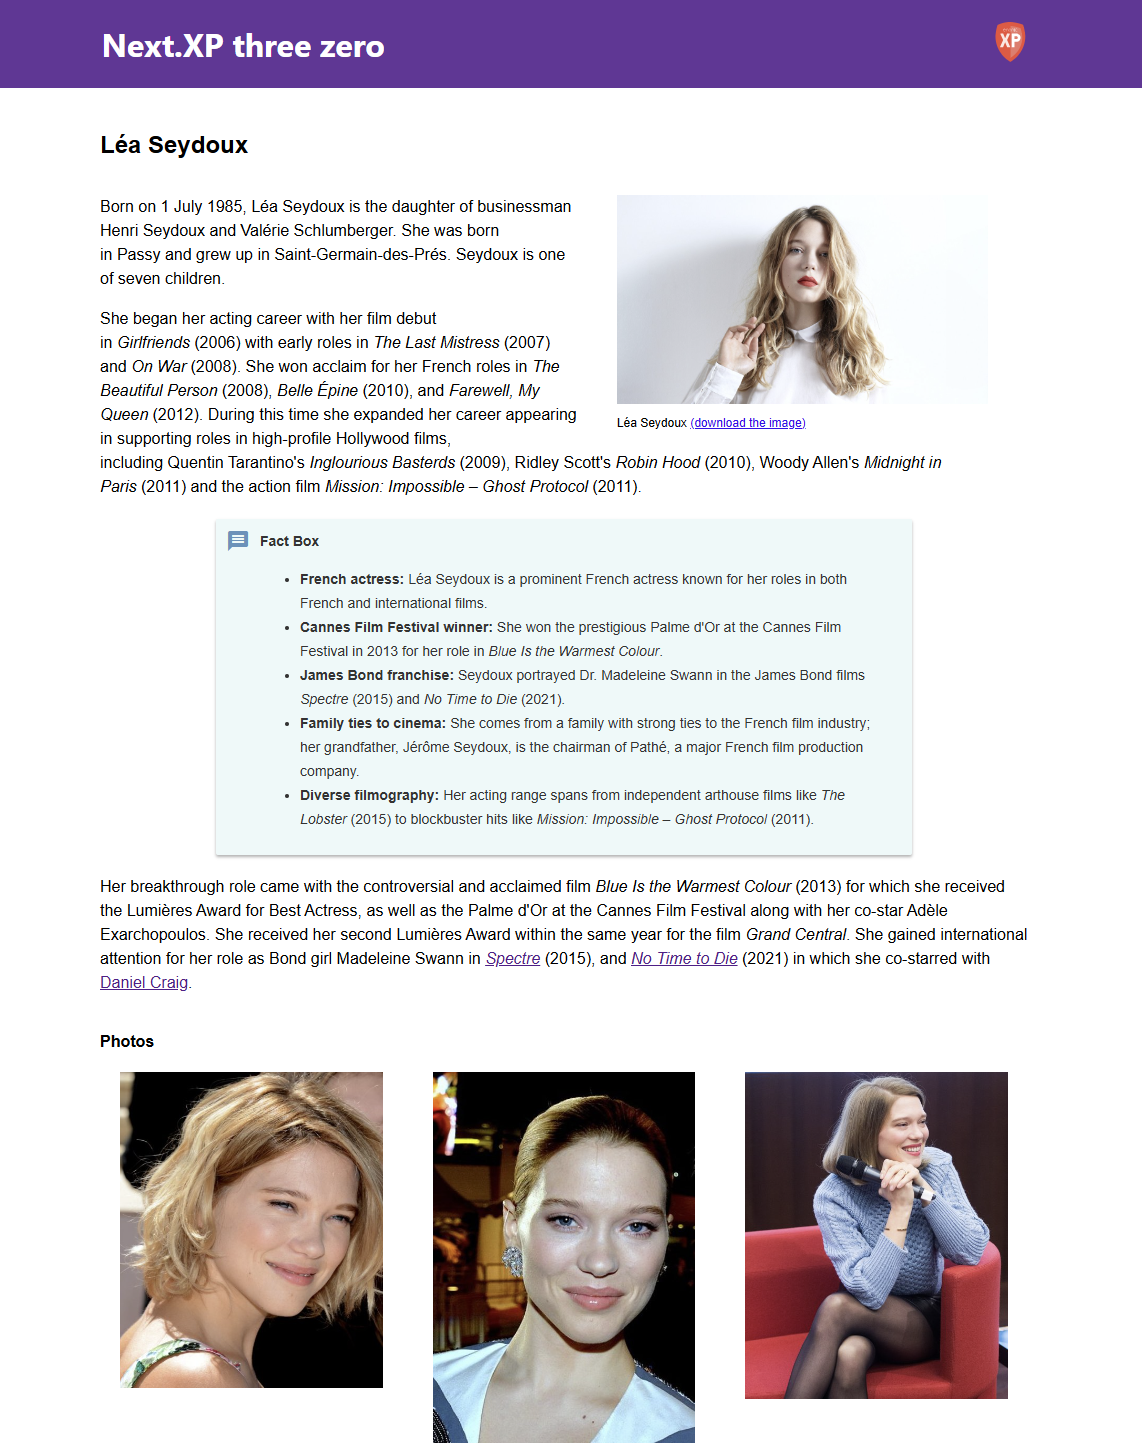 Next.XP three zero
XP
Léa Seydoux
Born on 1 July 1985, Léa Seydoux is the daughter of businessman
Henri Seydoux and Valérie Schlumberger. She was born
in Passy and grew up in Saint-Germain-des-Prés. Seydoux is one
of seven children.
She began her acting career with her film debut
in Girlfriends (2006) with early roles in The Last Mistress (2007)
and On War (2008). She won acclaim for her French roles in The
Beautiful Person (2008), Belle Épine (2010), and Farewell, My
Queen (2012). During this time she expanded her career appearing
in supporting roles in high-profile Hollywood films,
including Quentin Tarantino's Inglourious Basterds (2009), Ridley Scott's Robin Hood (2010), Woody Allen's Midnight in
Paris (2011) and the action film Mission: Impossible – Ghost Protocol (2011).
Léa Seydoux (download the image)
Fact Box
• French actress: Léa Seydoux is a prominent French actress known for her roles in both
French and international films.
• Cannes Film Festival winner: She won the prestigious Palme d'Or at the Cannes Film
Festival in 2013 for her role in Blue Is the Warmest Colour.
• James Bond franchise: Seydoux portrayed Dr. Madeleine Swann in the James Bond films
Spectre (2015) and No Time to Die (2021).
• Family ties to cinema: She comes from a family with strong ties to the French film industry;
her grandfather, Jérôme Seydoux, is the chairman of Pathé, a major French film production
company.
• Diverse filmography: Her acting range spans from independent arthouse films like The
Lobster (2015) to blockbuster hits like Mission: Impossible – Ghost Protocol (2011).
Her breakthrough role came with the controversial and acclaimed film Blue Is the Warmest Colour (2013) for which she received
the Lumières Award for Best Actress, as well as the Palme d'Or at the Cannes Film Festival along with her co-star Adèle
Exarchopoulos. She received her second Lumières Award within the same year for the film Grand Central. She gained international
attention for her role as Bond girl Madeleine Swann in Spectre (2015), and No Time to Die (2021) in which she co-starred with
Daniel Craig.
Photos